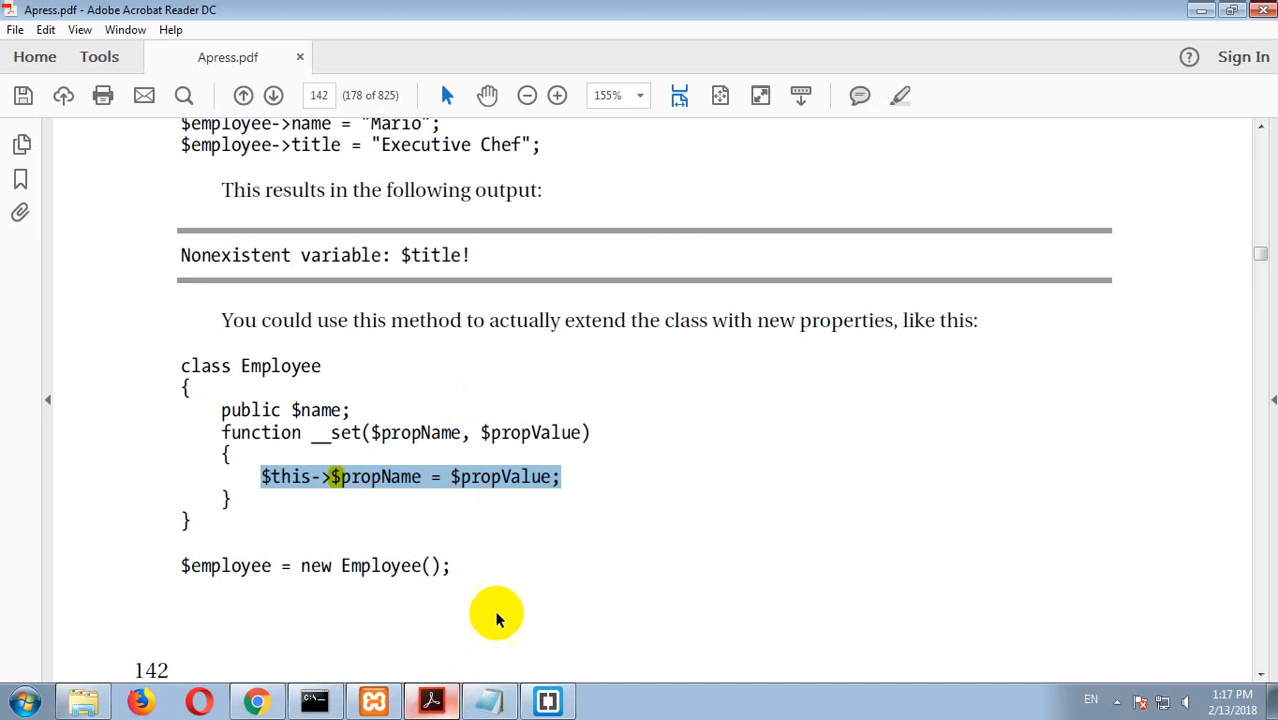 Apress.pdf - Adobe Acrobat Reader DC
File Edit View Window Help
Home Tools Apress.pdf × ? Sign In
142 (178 of 825) 155%
$employee->name = "Mario";
$employee->title = "Executive Chef";
This results in the following output:
Nonexistent variable: $title!
You could use this method to actually extend the class with new properties, like this:
class Employee
{
public $name;
function __set($propName, $propValue)
{
$this->$propName = $propValue;
}
}
$employee = new Employee();
142
EN 1:17 PM
2/13/2018